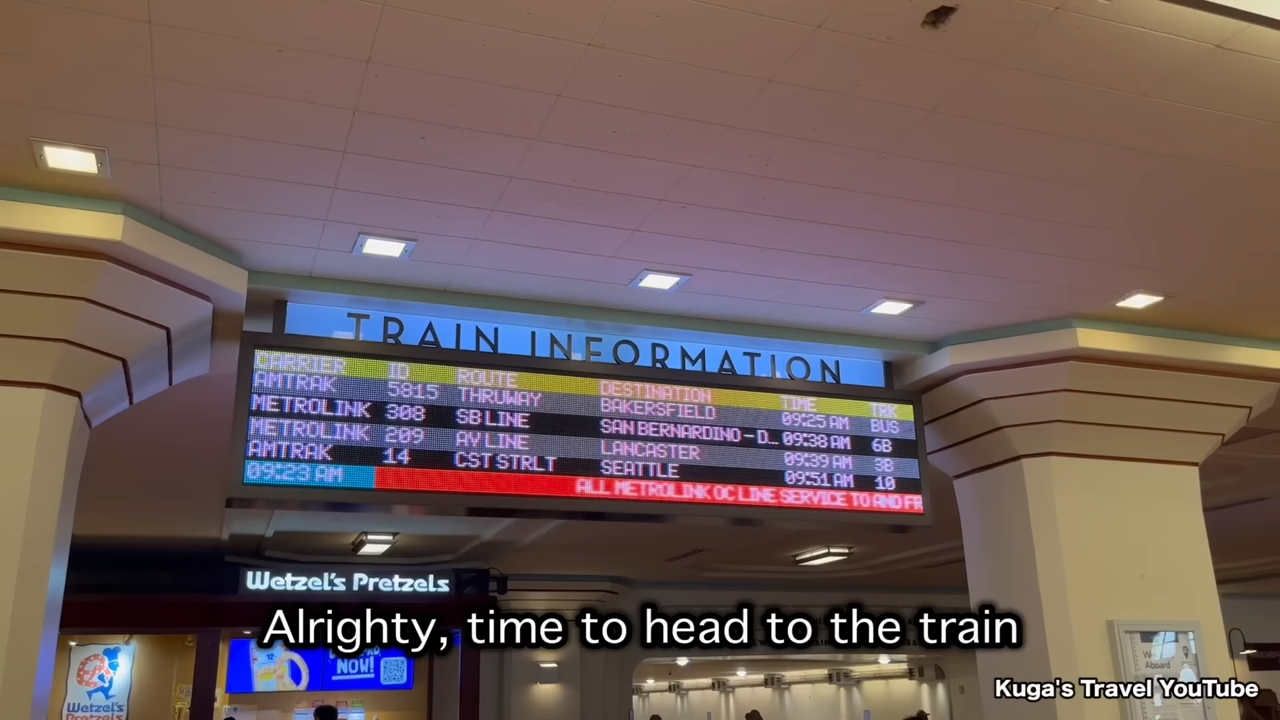 TRAIN INFORMATION
CARRIER ID ROUTE DESTINATION TIME TRK
AMTRAK 5815 THRUWAY BAKERSFIELD 09:25 AM BUS
METROLINK 308 SB LINE SAN BERNARDINO-D... 09:38 AM 6B
METROLINK 209 AV LINE LANCASTER 09:39 AM 3B
AMTRAK 14 CST STRLT SEATTLE 09:51 AM 10
09:23 AM ALL METROLINK OC LINE SERVICE TO AND FR
Wetzel's Pretzels
Alrighty, time to head to the train
NOW!
Wetzel's
Pretzels
Aboard
Kuga's Travel YouTube